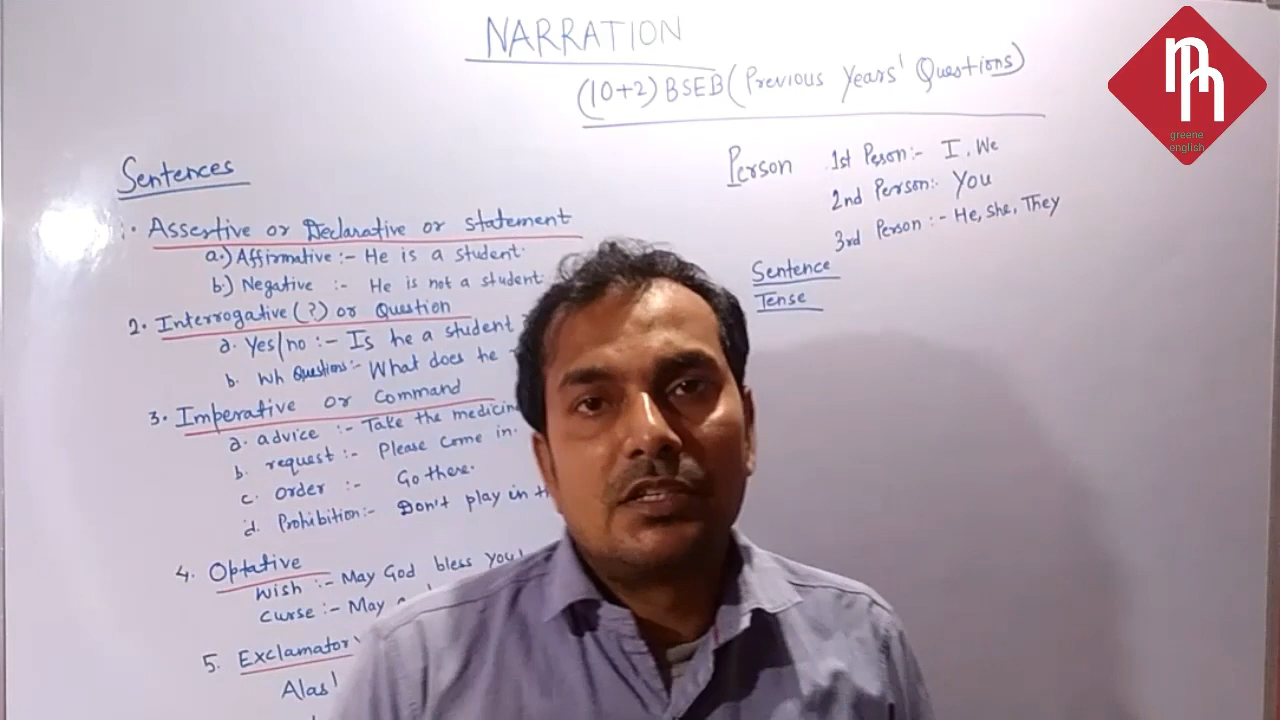 NARRATION
(10+2) BSEB (Previous Years' Questions)
Sentences
1. Assertive or Declarative or statement
a.) Affirmative :- He is a student.
b.) Negative :- He is not a student.
2. Interrogative (?) or Question
a. Yes/no :- Is he a student
b. Wh Questions:- What does he
3. Imperative or Command
a. advice :- Take the
b. request :- Please come in.
c. Order :- Go there.
d. Prohibition:- Don't play in
4. Optative
Wish :- May God bless you!
Curse :- May
5. Exclamatory
Alas!
Person 1st Peson:- I, We
2nd Person:- You
3rd Person :- He, She, They
Sentence
Tense
nh
greene
english